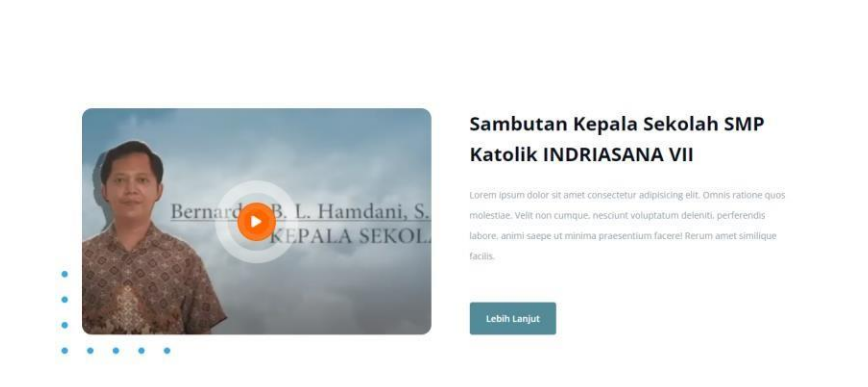 Bernard B. L. Hamdani, S.
KEPALA SEKOL
Sambutan Kepala Sekolah SMP
Katolik INDRIASANA VII
Lorem ipsum dolor sit amet consectetur adipisicing elit. Omnis ratione quos
molestiae. Velit non cumque, nesciunt voluptatum deleniti, perferendis
labore, animi saepe ut minima praesentium facere! Rerum amet similique
facilis.
Lebih Lanjut